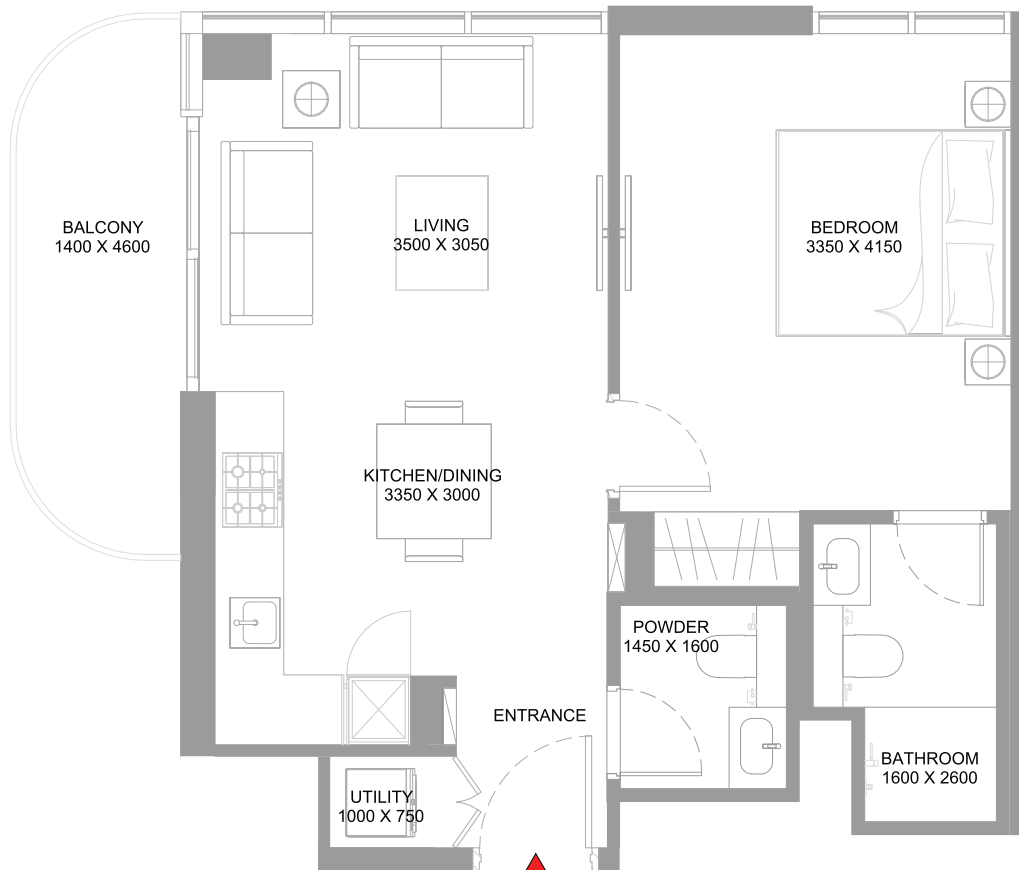 BALCONY
1400 X 4600
LIVING
3500 X 3050
BEDROOM
3350 X 4150
KITCHEN/DINING
3350 X 3000
POWDER
1450 X 1600
ENTRANCE
BATHROOM
1600 X 2600
UTILITY
1000 X 750